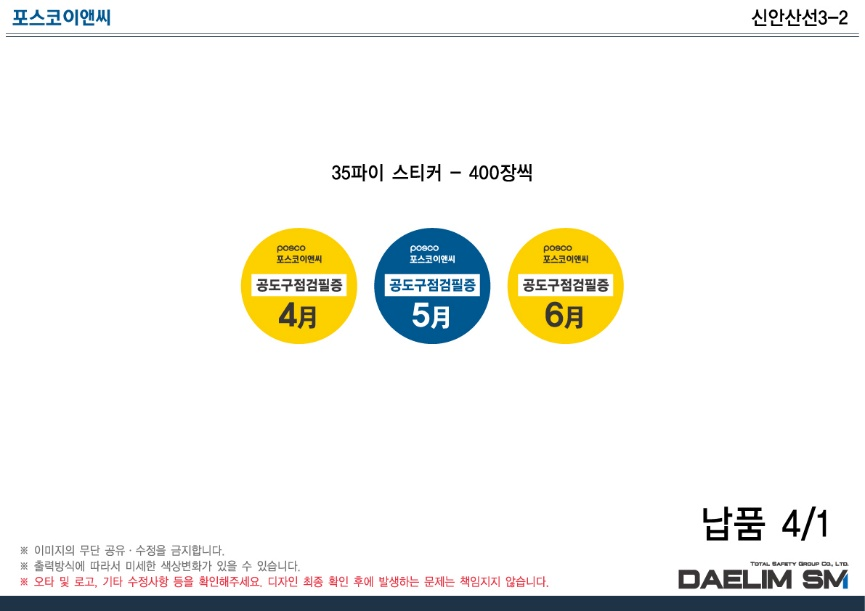 포스코이앤씨
신안산선3-2
35파이 스티커 - 400장씩
posco
포스코이앤씨
공도구점검필증
4月
posco
포스코이앤씨
공도구점검필증
5月
posco
포스코이앤씨
공도구점검필증
6月
납품 4/1
※ 이미지의 무단 공유·수정을 금지합니다.
※ 출력방식에 따라서 미세한 색상변화가 있을 수 있습니다.
※ 오타 및 로고, 기타 수정사항 등을 확인해주세요. 디자인 최종 확인 후에 발생하는 문제는 책임지지 않습니다.
TOTAL SAFETY GROUP CO., LTD.
DAELIM SM